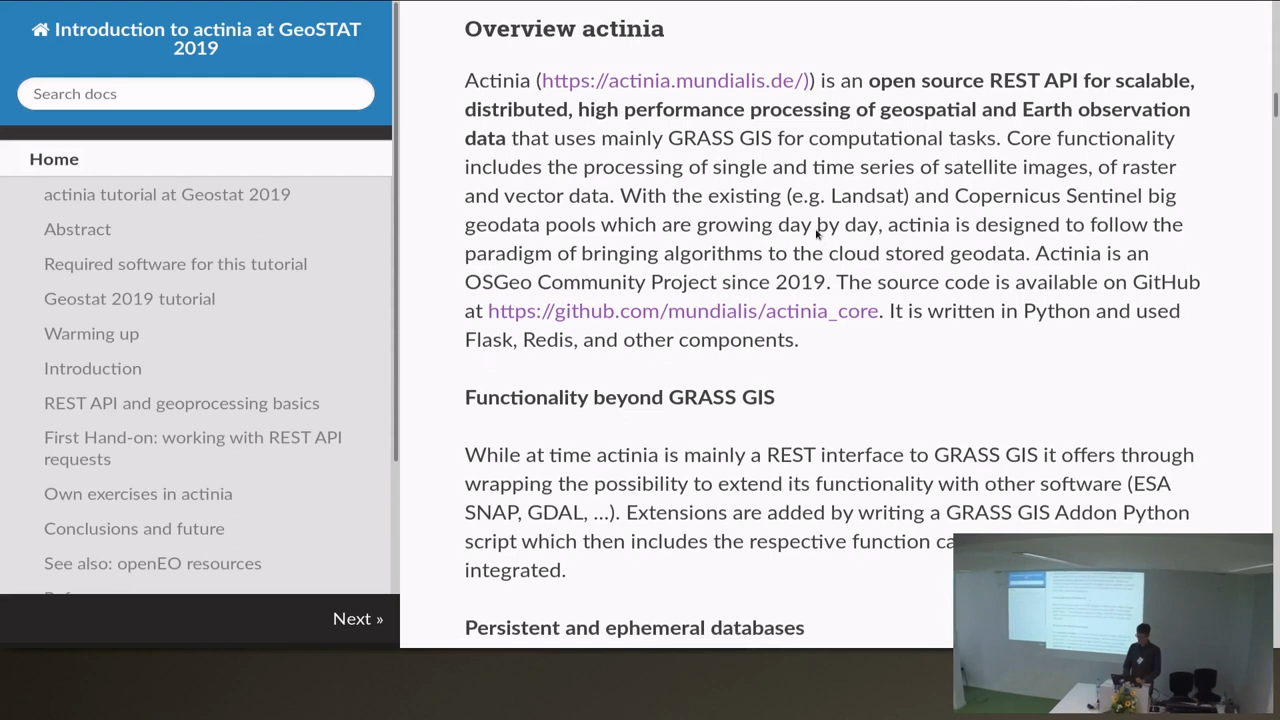 Introduction to actinia at GeoSTAT
2019
Search docs
Home
actinia tutorial at Geostat 2019
Abstract
Required software for this tutorial
Geostat 2019 tutorial
Warming up
Introduction
REST API and geoprocessing basics
First Hand-on: working with REST API
requests
Own exercises in actinia
Conclusions and future
See also: openEO resources
Next »
Overview actinia
Actinia (https://actinia.mundialis.de/)) is an open source REST API for scalable,
distributed, high performance processing of geospatial and Earth observation
data that uses mainly GRASS GIS for computational tasks. Core functionality
includes the processing of single and time series of satellite images, of raster
and vector data. With the existing (e.g. Landsat) and Copernicus Sentinel big
geodata pools which are growing day by day, actinia is designed to follow the
paradigm of bringing algorithms to the cloud stored geodata. Actinia is an
OSGeo Community Project since 2019. The source code is available on GitHub
at https://github.com/mundialis/actinia_core. It is written in Python and used
Flask, Redis, and other components.
Functionality beyond GRASS GIS
While at time actinia is mainly a REST interface to GRASS GIS it offers through
wrapping the possibility to extend its functionality with other software (ESA
SNAP, GDAL, ...). Extensions are added by writing a GRASS GIS Addon Python
script which then includes the respective function ca
integrated.
Persistent and ephemeral databases